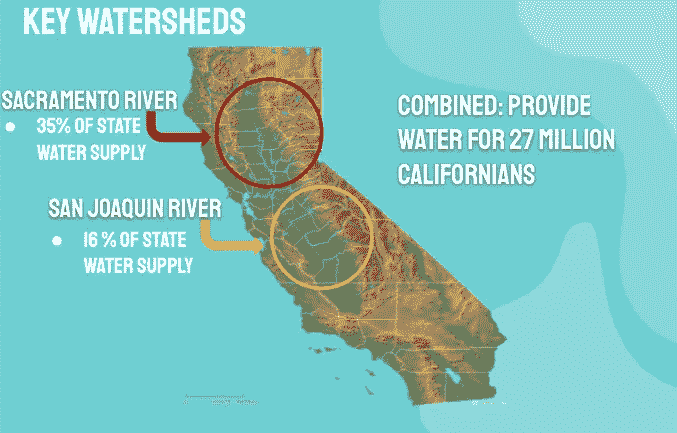 KEY WATERSHEDS
SACRAMENTO RIVER
● 35% OF STATE
WATER SUPPLY
SAN JOAQUIN RIVER
● 16 % OF STATE
WATER SUPPLY
COMBINED: PROVIDE
WATER FOR 27 MILLION
CALIFORNIANS